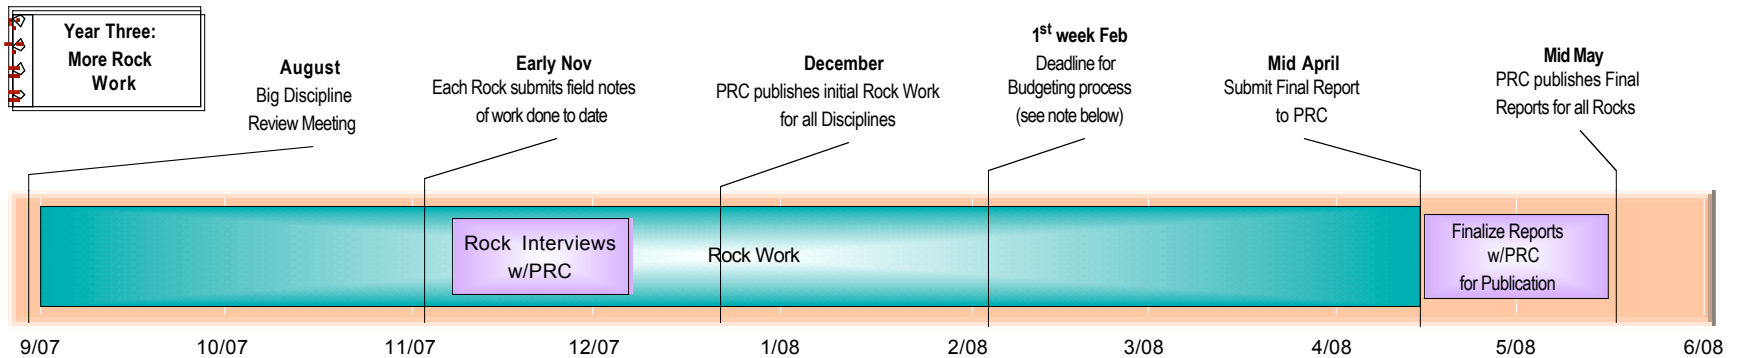 Year Three:
More Rock
Work
August
Big Discipline
Review Meeting
Early Nov
Each Rock submits field notes
of work done to date
December
PRC publishes initial Rock Work
for all Disciplines
1st week Feb
Deadline for
Budgeting process
(see note below)
Mid April
Submit Final Report
to PRC
Mid May
PRC publishes Final
Reports for all Rocks
Rock Interviews
w/PRC
Rock Work
Finalize Reports
w/PRC
for Publication
9/07 10/07 11/07 12/07 1/08 2/08 3/08 4/08 5/08 6/08